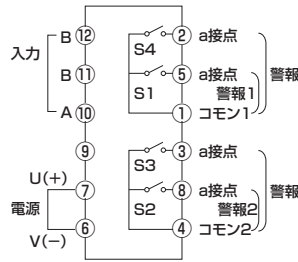 B ⑫ S4 ② a接点
入力
B ⑪ S1 ⑤ a接点 警報
警報1
A ⑩ ① コモン1
⑨ S3 ③ a接点
U(+)
⑦ S2 ⑧ a接点 警報
電源 警報2
⑥ ④ コモン2
V(−)